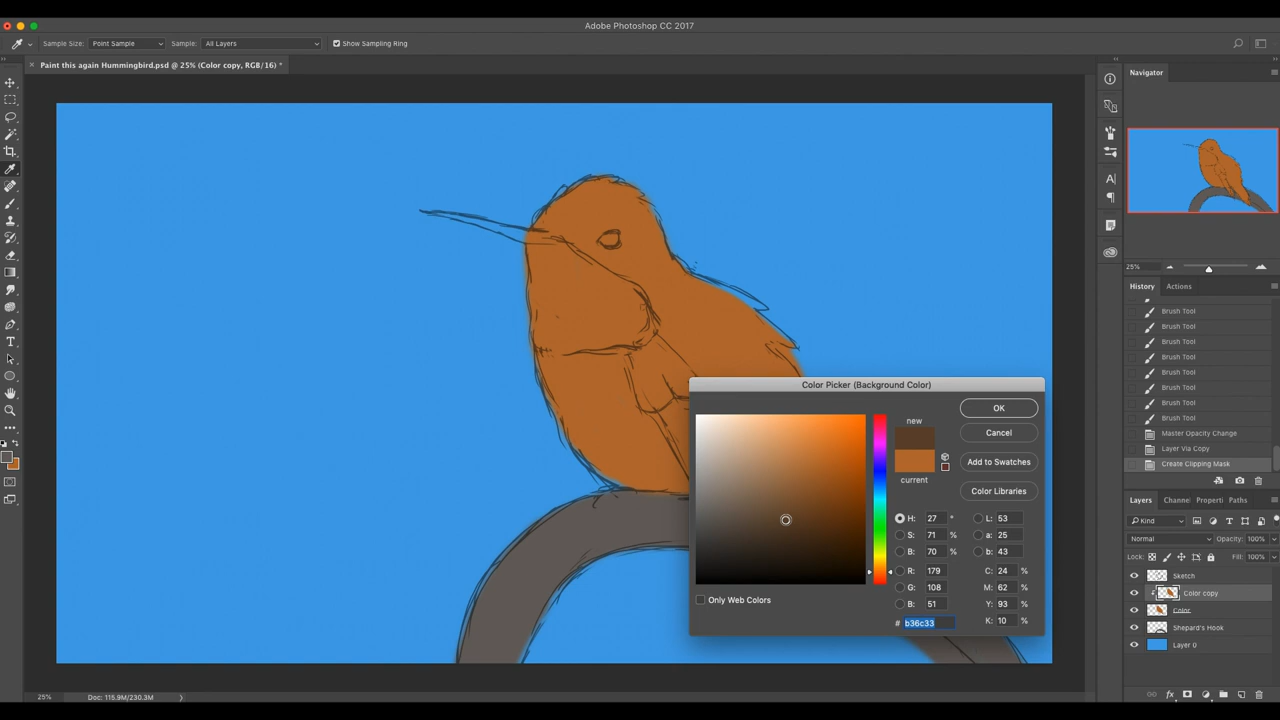 Adobe Photoshop CC 2017
Sample Size: Point Sample Sample: All Layers Show Sampling Ring
× Paint this again Hummingbird.psd @ 25% (Color copy, RGB/16) *
Navigator
25%
History Actions
Brush Tool
Brush Tool
Brush Tool
Brush Tool
Brush Tool
Brush Tool
Brush Tool
Brush Tool
Master Opacity Change
Layer Via Copy
Create Clipping Mask
Layers Channe Properti Paths
Kind
Normal Opacity: 100%
Lock: Fill: 100%
Sketch
Color copy
Color
Shepard's Hook
Layer 0
Color Picker (Background Color)
new
current
OK
Cancel
Add to Swatches
Color Libraries
H: 27 ° L: 53
S: 71 % a: 25
B: 70 % b: 43
R: 179 C: 24 %
G: 108 M: 62 %
B: 51 Y: 93 %
# b36c33 K: 10 %
Only Web Colors
25% Doc: 115.9M/230.3M